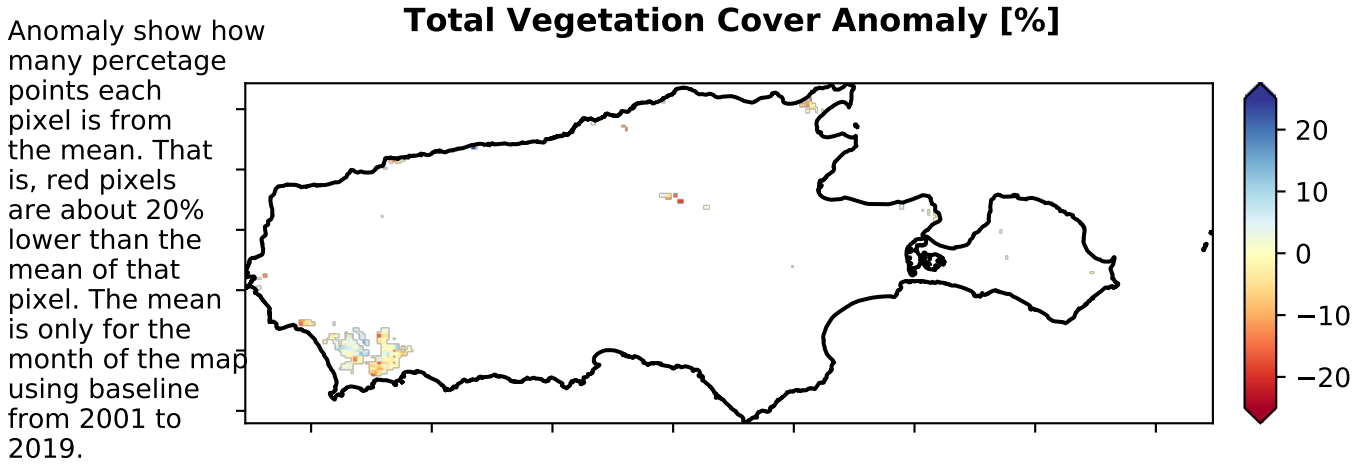 Total Vegetation Cover Anomaly [%]
Anomaly show how
many percetage
points each
pixel is from
the mean. That
is, red pixels
are about 20%
lower than the
mean of that
pixel. The mean
is only for the
month of the map
using baseline
from 2001 to
2019.
20
10
0
−10
−20